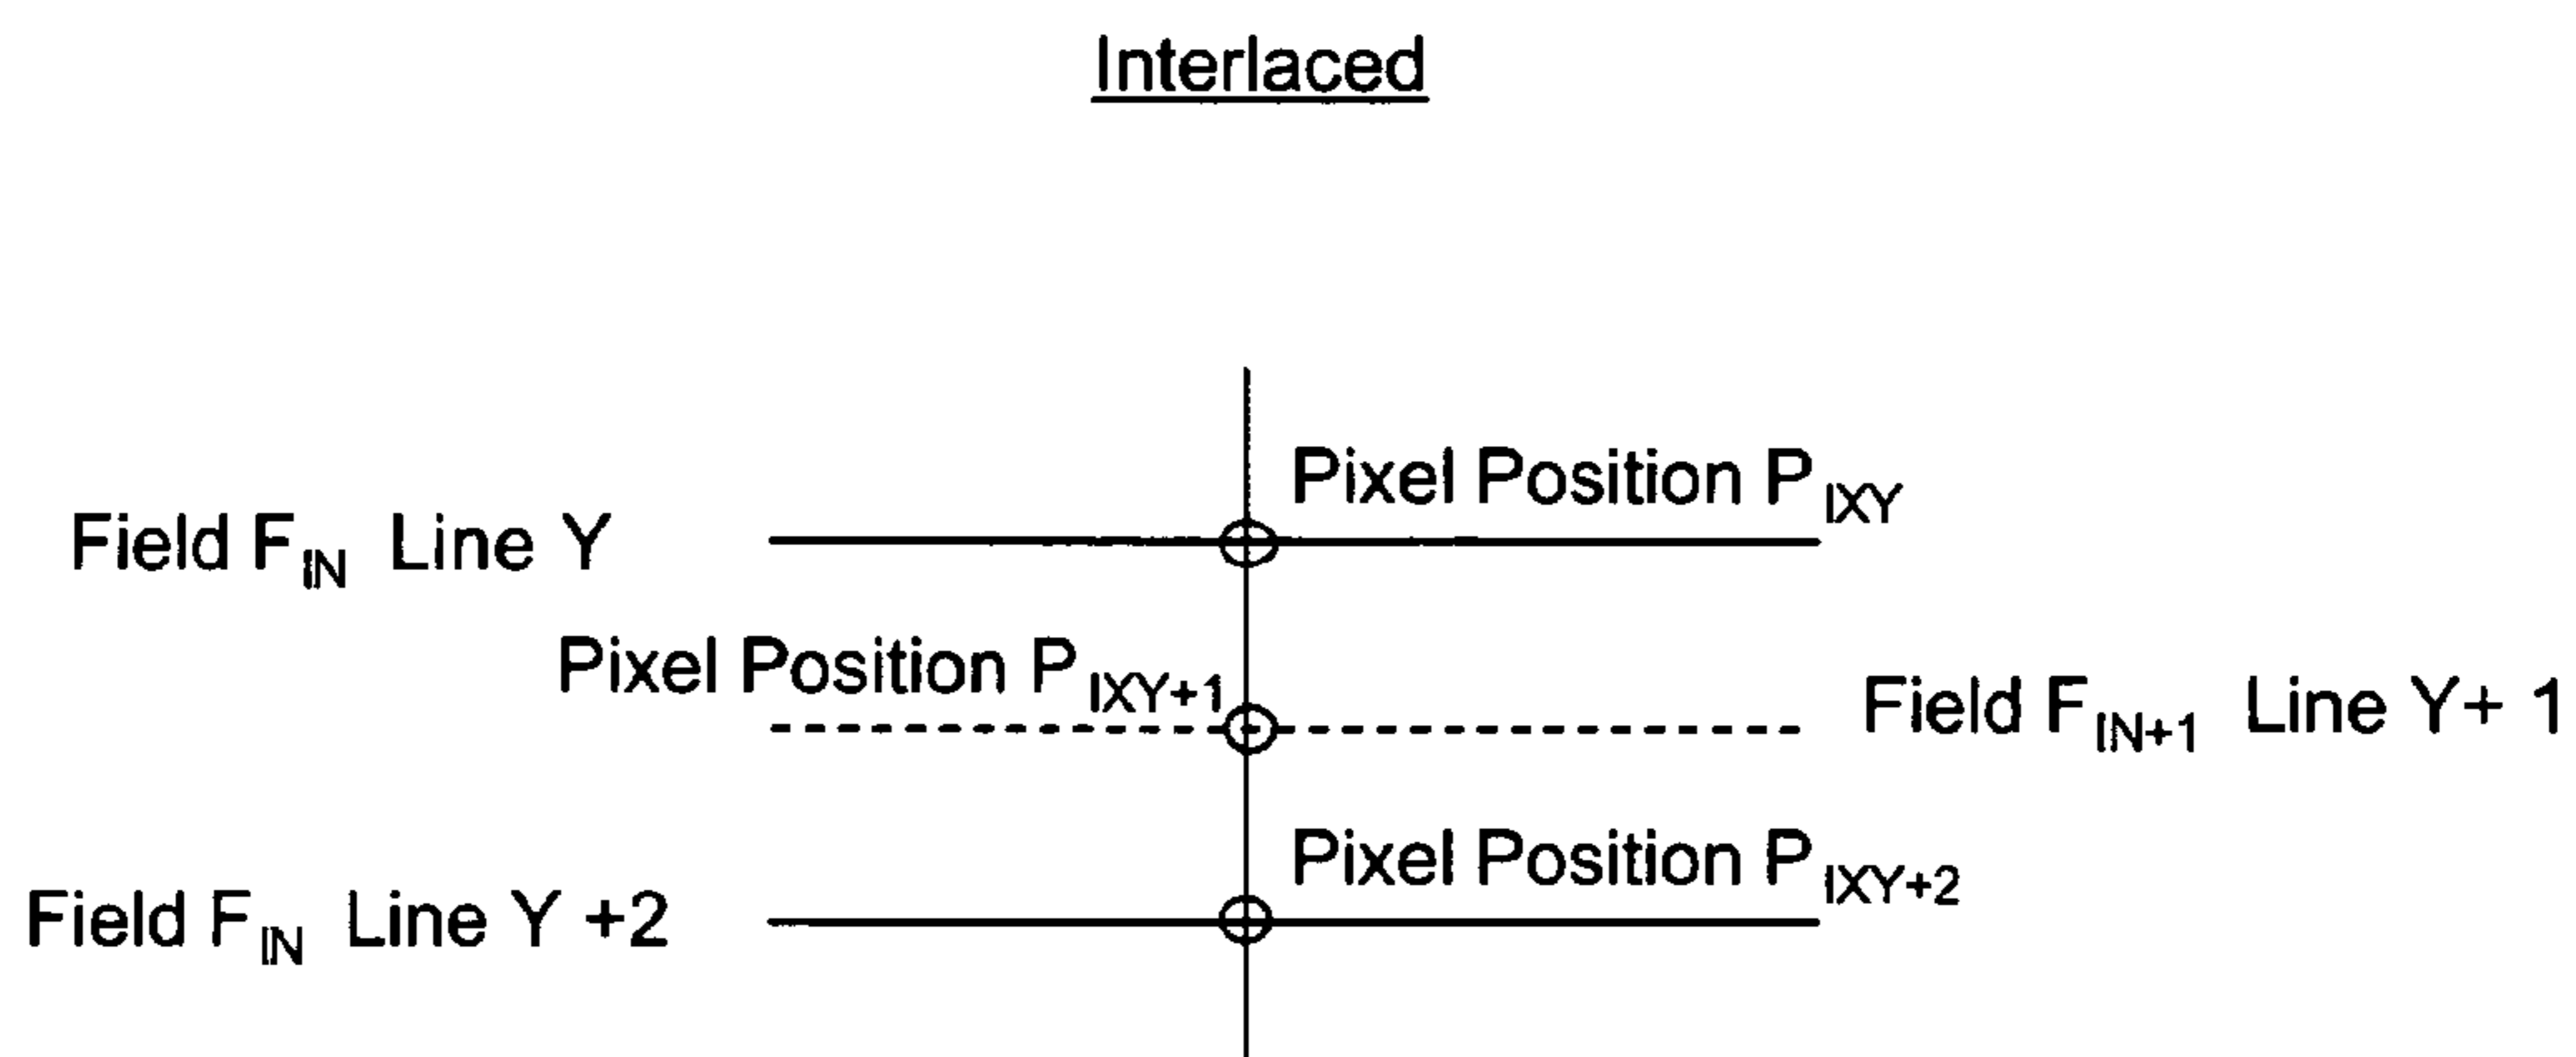 Interlaced
Pixel Position P_IXY
Field F_IN Line Y
Pixel Position P_IXY+1
Field F_IN+1 Line Y+ 1
Pixel Position P_IXY+2
Field F_IN Line Y +2